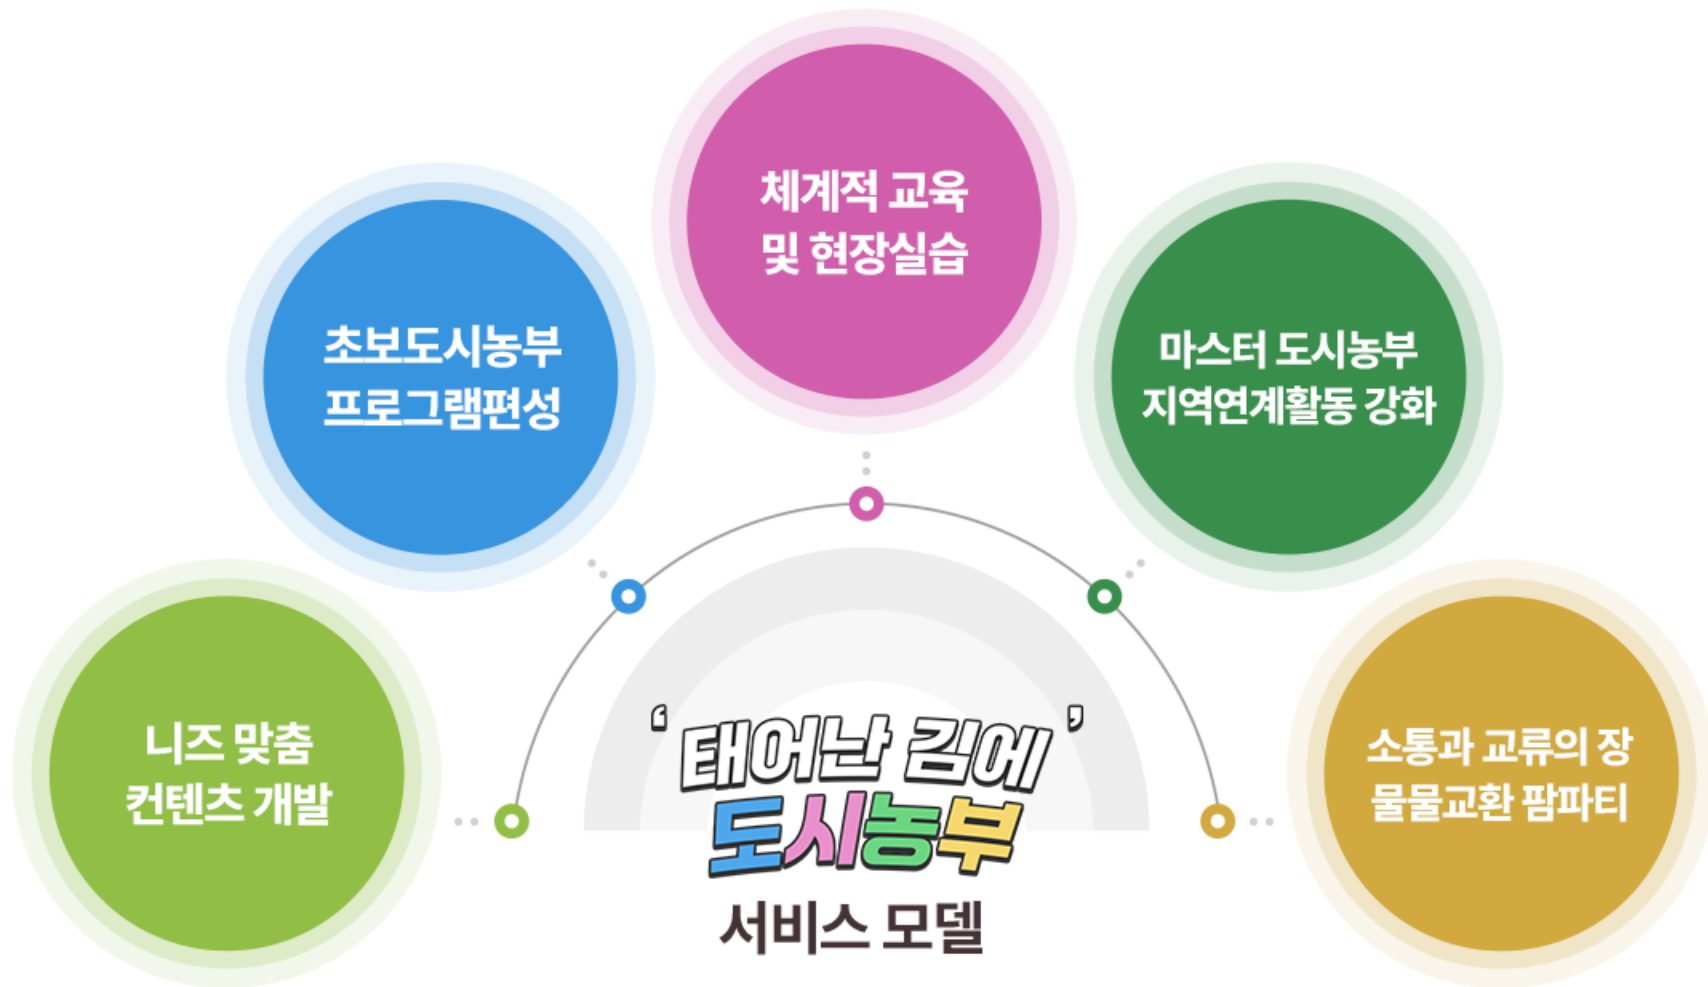 니즈 맞춤
컨텐츠 개발
초보도시농부
프로그램편성
체계적 교육
및 현장실습
마스터 도시농부
지역연계활동 강화
소통과 교류의 장
물물교환 팜파티
‘태어난 김에’
도시농부
서비스 모델